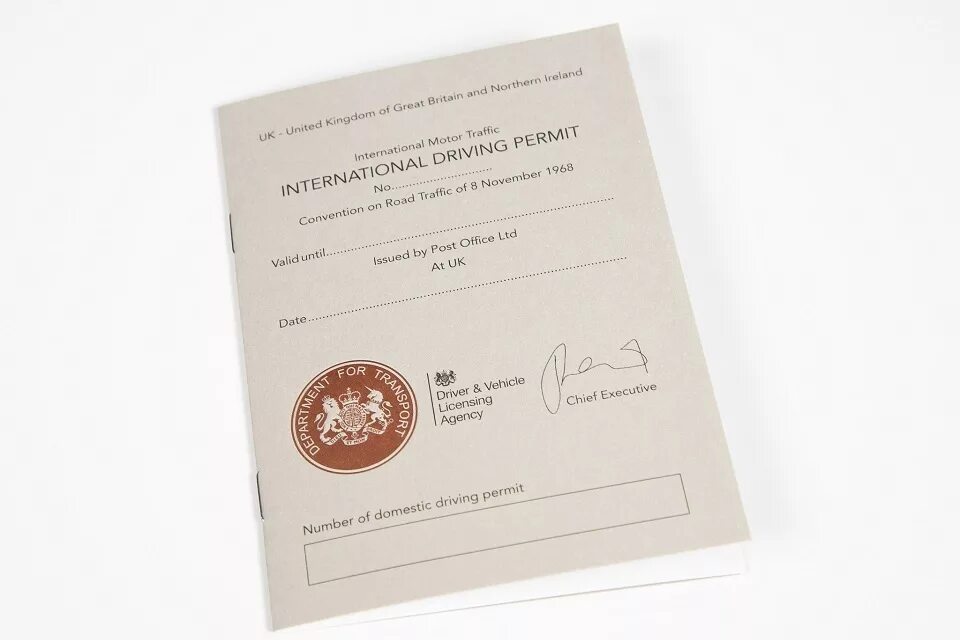 UK - United Kingdom of Great Britain and Northern Ireland
International Motor Traffic
INTERNATIONAL DRIVING PERMIT
No.............................
Convention on Road Traffic of 8 November 1968
Valid until................................................................................
Issued by Post Office Ltd
At UK
Date......................................................................................
DEPARTMENT FOR TRANSPORT
Driver & Vehicle
Licensing
Agency
Chief Executive
Number of domestic driving permit